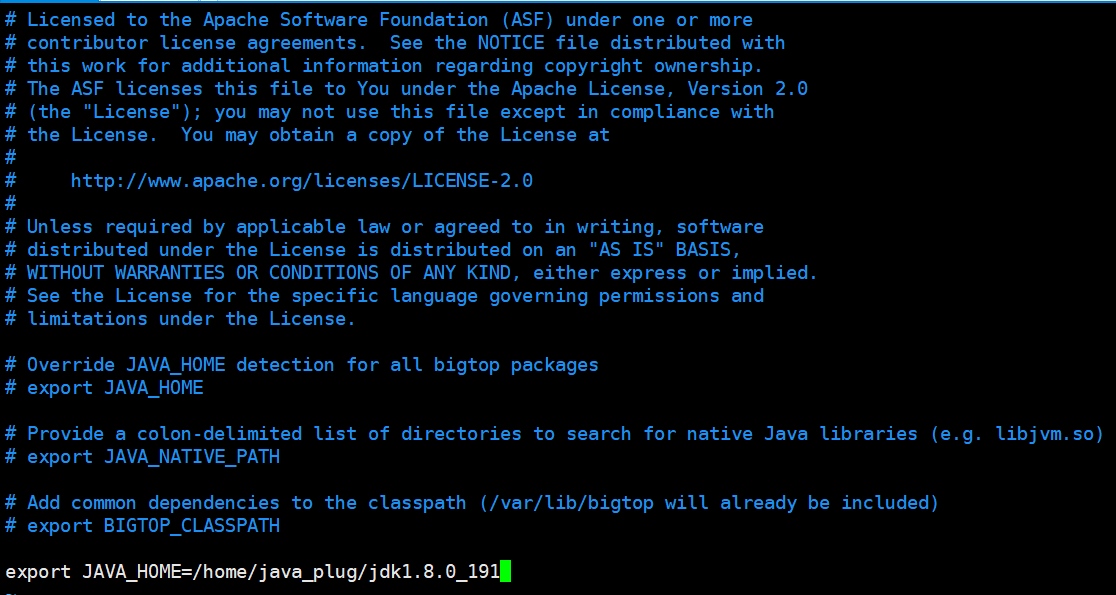 # Licensed to the Apache Software Foundation (ASF) under one or more
# contributor license agreements.  See the NOTICE file distributed with
# this work for additional information regarding copyright ownership.
# The ASF licenses this file to You under the Apache License, Version 2.0
# (the "License"); you may not use this file except in compliance with
# the License.  You may obtain a copy of the License at
#
#     http://www.apache.org/licenses/LICENSE-2.0
#
# Unless required by applicable law or agreed to in writing, software
# distributed under the License is distributed on an "AS IS" BASIS,
# WITHOUT WARRANTIES OR CONDITIONS OF ANY KIND, either express or implied.
# See the License for the specific language governing permissions and
# limitations under the License.

# Override JAVA_HOME detection for all bigtop packages
# export JAVA_HOME

# Provide a colon-delimited list of directories to search for native Java libraries (e.g. libjvm.so)
# export JAVA_NATIVE_PATH

# Add common dependencies to the classpath (/var/lib/bigtop will already be included)
# export BIGTOP_CLASSPATH

export JAVA_HOME=/home/java_plug/jdk1.8.0_191